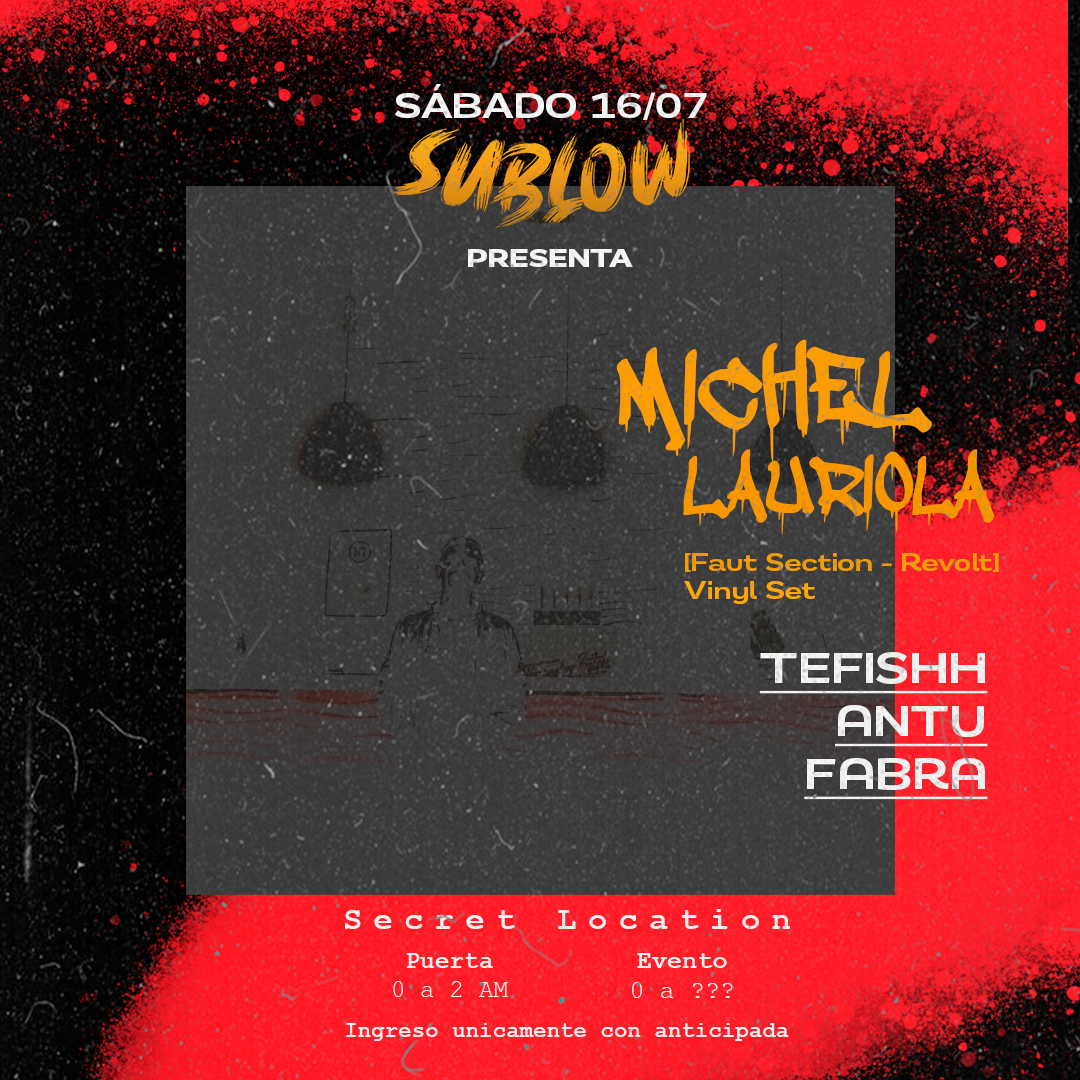 SÁBADO 16/07
SUBLOW
PRESENTA
MICHEL
LAURIOLA
[Faut Section - Revolt]
Vinyl Set
TEFISHH
ANTU
FABRA
Secret Location
Puerta Evento
0 a 2 AM 0 a ???
Ingreso unicamente con anticipada